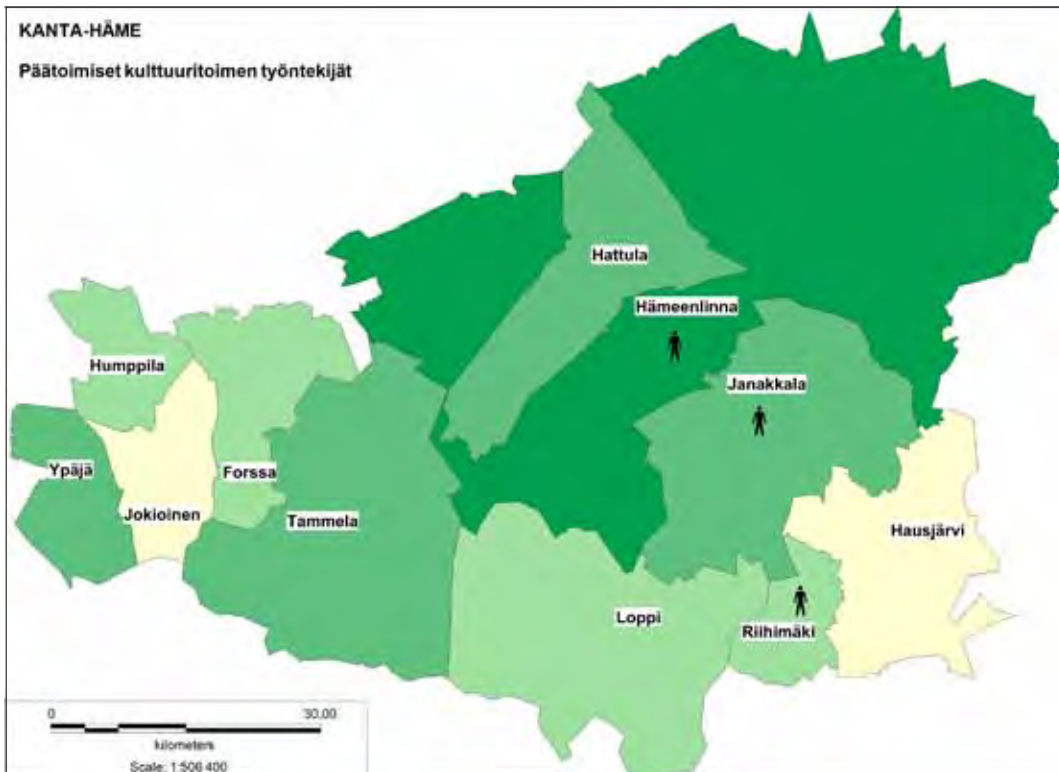 KANTA-HÄME
Päätoimiset kulttuuritoimen työntekijät
Hattula
Hämeenlinna
Humppila
Janakkala
Ypäjä
Forssa
Jokioinen
Tammela
Hausjärvi
Loppi
Riihimäki
0 30,00
kilometers
Scale: 1:506 400